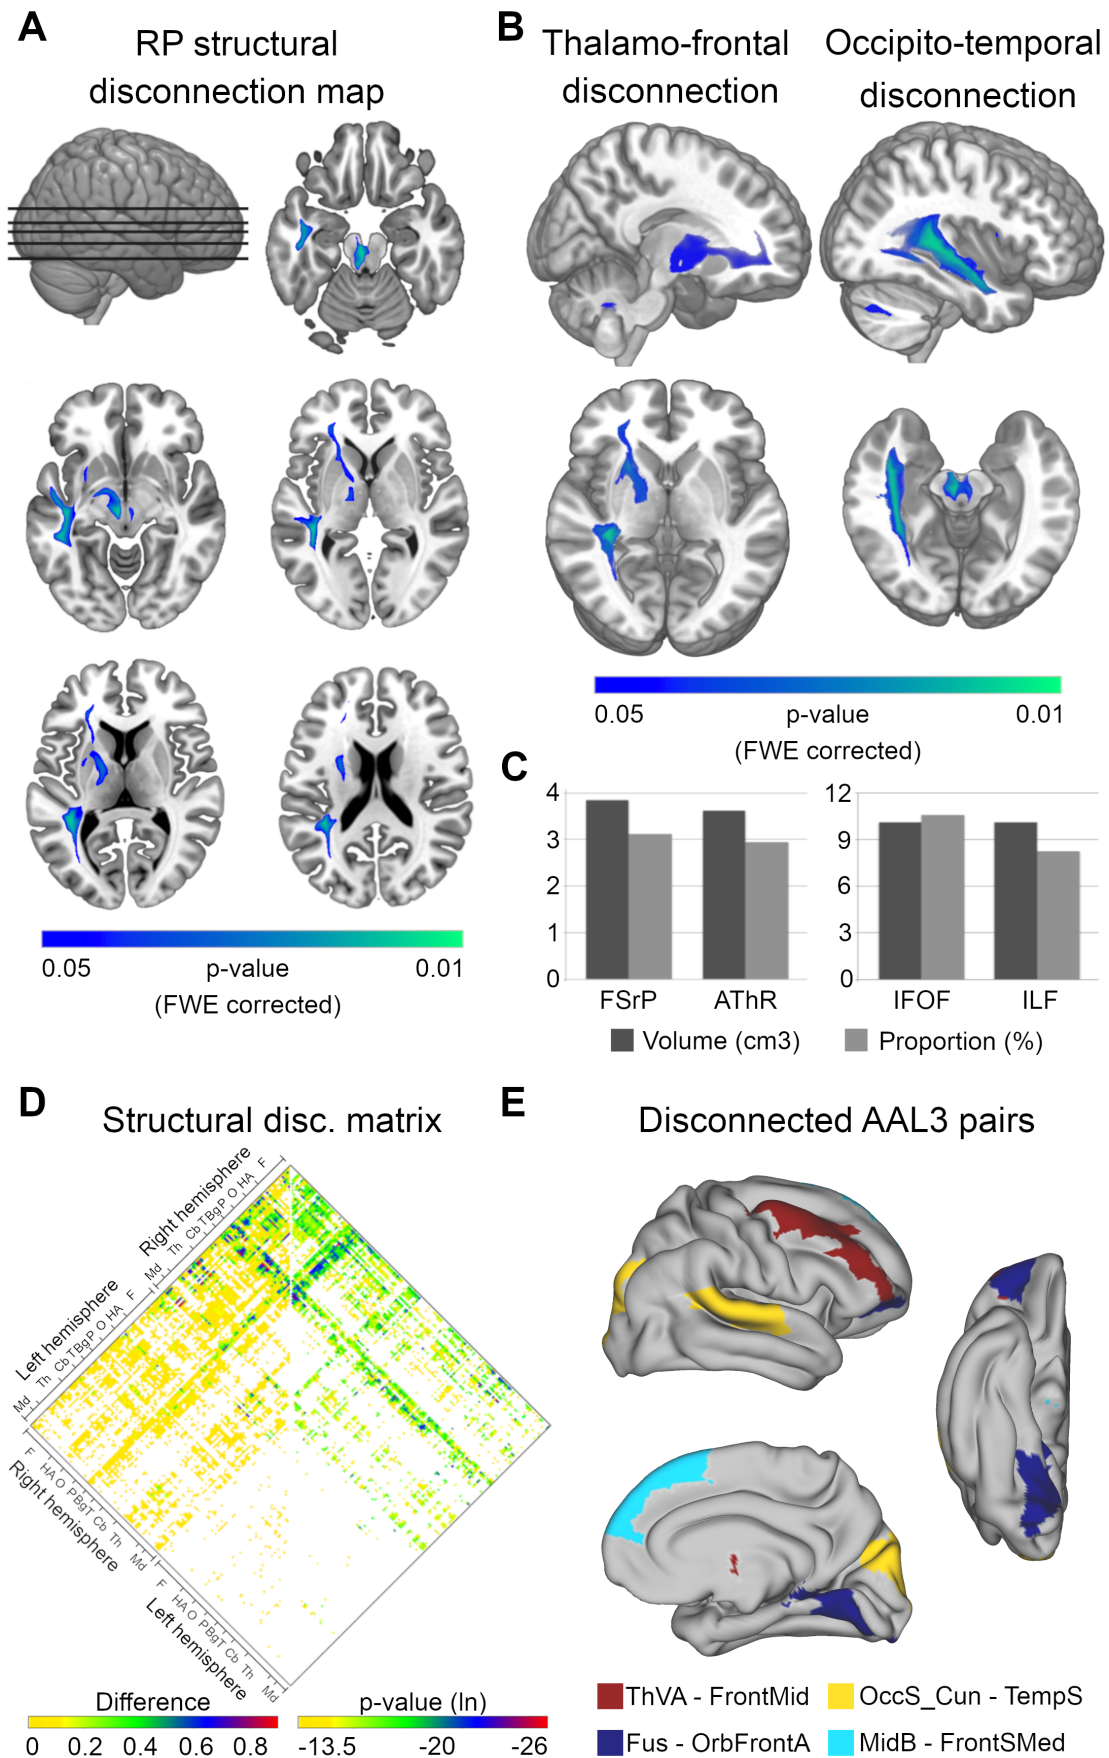 A
RP structural
disconnection map
0.05
p-value
0.01
(FWE corrected)
B
Thalamo-frontal
disconnection
Occipito-temporal
disconnection
0.05
p-value
0.01
(FWE corrected)
C
4
3
2
1
0
FSrP
AThR
12
9
6
3
0
IFOF
ILF
Volume (cm3)
Proportion (%)
D
Structural disc. matrix
Right hemisphere
Md Th Cb T Bg P O HA F
Left hemisphere
Md Th Cb T Bg P O HA F
F HA O P Bg T Cb Th Md
Right hemisphere
F HA O P Bg T Cb Th Md
Left hemisphere
Difference
0 0.2 0.4 0.6 0.8
p-value (ln)
-13.5 -20 -26
E
Disconnected AAL3 pairs
ThVA - FrontMid
OccS_Cun - TempS
Fus - OrbFrontA
MidB - FrontSMed